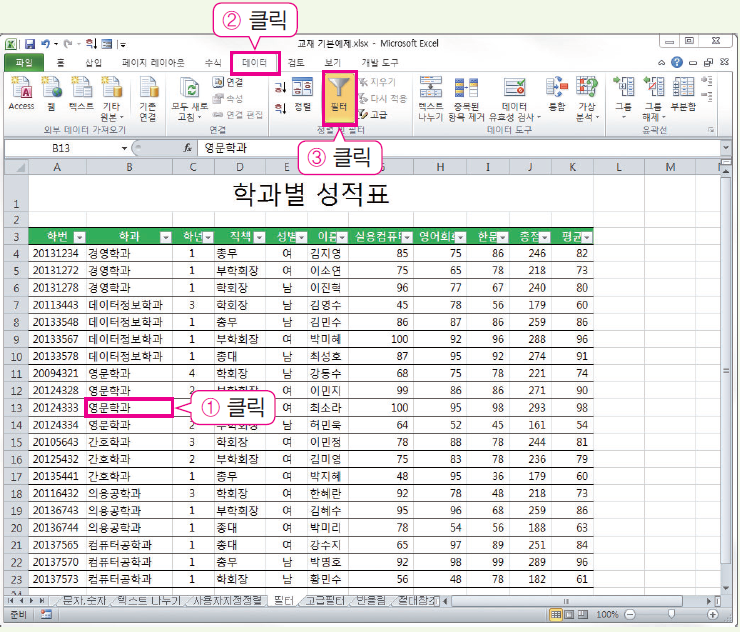 ② 클릭
교재 기본예제.xlsx - Microsoft Excel
파일 홈 삽입 페이지 레이아웃 수식 데이터 검토 보기 개발 도구
Access 웹 텍스트 기타 원본 기존 연결 모두 새로 고침 연결 속성 연결 편집 정렬 필터 지우기 다시 적용 고급 텍스트 나누기 중복된 항목 제거 데이터 유효성 검사 통합 가상 분석 그룹 그룹 해제 부분합
외부 데이터 가져오기 연결 정렬 및 필터 데이터 도구 윤곽선
③ 클릭
B13 fx 영문학과
A B C D E G H I J K L M
1 학과별 성적표
2
3 학번 학과 학년 직책 성별 이름 실용컴퓨터 영어회화 한문 총점 평균
4 20131234 경영학과 1 총무 여 김지영 85 75 86 246 82
5 20131272 경영학과 1 부학회장 여 이소연 75 65 78 218 73
6 20131278 경영학과 1 학회장 남 이진혁 96 77 67 240 80
7 20113443 데이터정보학과 3 학회장 남 김영수 45 78 56 179 60
8 20133548 데이터정보학과 1 총무 남 김민수 86 87 86 259 86
9 20133567 데이터정보학과 1 부학회장 여 박미혜 100 92 96 288 96
10 20133578 데이터정보학과 1 총대 남 최성호 87 95 92 274 91
11 20094321 영문학과 4 학회장 남 강동수 68 75 78 221 74
12 20124328 영문학과 2 부학회장 여 이민지 99 86 86 271 90
13 20124333 영문학과 여 최소라 100 95 98 293 98
① 클릭
14 20124334 영문학과 2 부학회장 남 허민욱 64 52 45 161 54
15 20105643 간호학과 3 학회장 여 이민정 78 88 78 244 81
16 20125432 간호학과 2 부학회장 여 김미영 75 83 78 236 79
17 20135441 간호학과 1 총무 여 박지혜 48 95 36 179 60
18 20116432 의용공학과 3 학회장 여 한혜란 92 78 48 218 73
19 20136743 의용공학과 1 부학회장 여 김혜수 95 96 68 259 86
20 20136744 의용공학과 1 총대 여 박미리 78 54 56 188 63
21 20137565 컴퓨터공학과 1 총대 여 강수지 65 97 89 251 84
22 20137570 컴퓨터공학과 1 총무 남 박명호 92 98 99 289 96
23 20137573 컴퓨터공학과 1 학회장 남 황민수 56 48 78 182 61
문자,숫자 텍스트 나누기 사용자지정정렬 필터 고급필터 반올림 절대참조
준비 100%